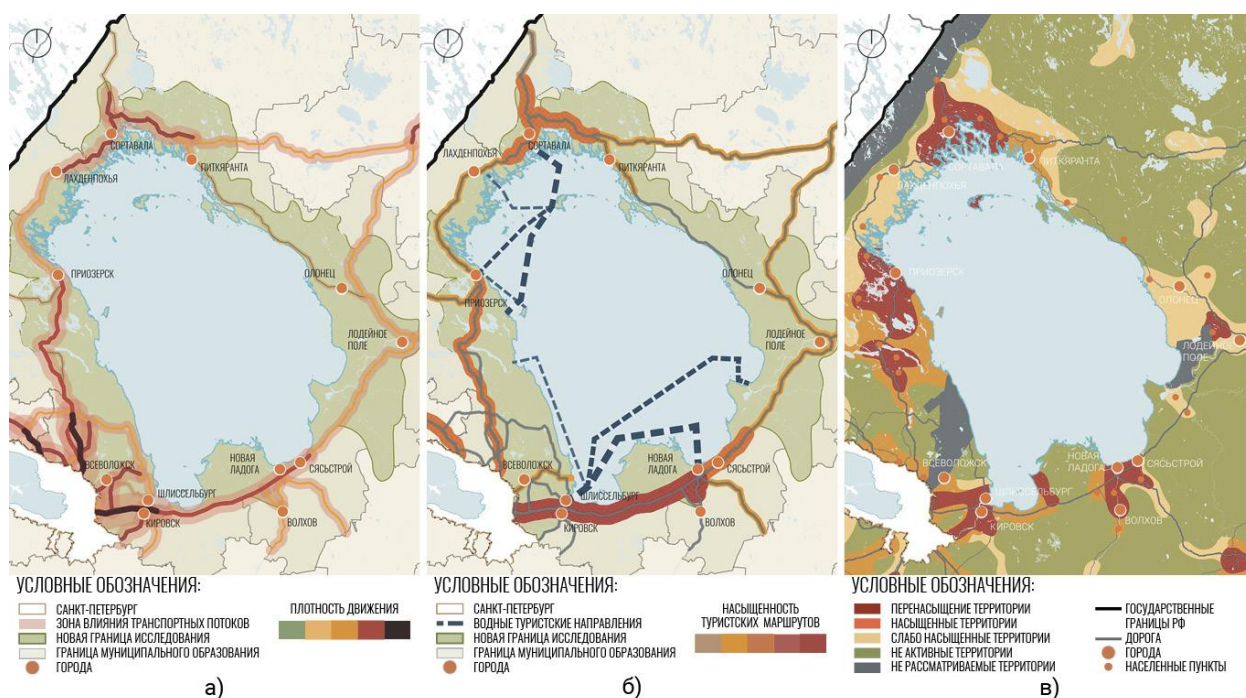 СОРТАВАЛА
ПИТКЯРАНТА
ЛАХДЕНПОХЬЯ
ПРИОЗЕРСК
ОЛОНЕЦ
ЛОДЕЙНОЕ
ПОЛЕ
НОВАЯ
ЛАДОГА
СЯСЬСТРОЙ
ВСЕВОЛОЖСК
ШЛИССЕЛЬБУРГ
КИРОВСК
ВОЛХОВ
УСЛОВНЫЕ ОБОЗНАЧЕНИЯ:
САНКТ-ПЕТЕРБУРГ
ЗОНА ВЛИЯНИЯ ТРАНСПОРТНЫХ ПОТОКОВ
НОВАЯ ГРАНИЦА ИССЛЕДОВАНИЯ
ГРАНИЦА МУНИЦИПАЛЬНОГО ОБРАЗОВАНИЯ
ГОРОДА
ПЛОТНОСТЬ ДВИЖЕНИЯ
а)
ЛАХДЕНПОХЬЯ
СОРТАВАЛА
ПИТКЯРАНТА
ПРИОЗЕРСК
ОЛОНЕЦ
ЛОДЕЙНОЕ
ПОЛЕ
НОВАЯ
ЛАДОГА
СЯСЬСТРОЙ
ВСЕВОЛОЖСК
ШЛИССЕЛЬБУРГ
КИРОВСК
ВОЛХОВ
УСЛОВНЫЕ ОБОЗНАЧЕНИЯ:
САНКТ-ПЕТЕРБУРГ
ВОДНЫЕ ТУРИСТСКИЕ НАПРАВЛЕНИЯ
НОВАЯ ГРАНИЦА ИССЛЕДОВАНИЯ
ГРАНИЦА МУНИЦИПАЛЬНОГО ОБРАЗОВАНИЯ
ГОРОДА
НАСЫЩЕННОСТЬ
ТУРИСТСКИХ МАРШРУТОВ
б)
СОРТАВАЛА
ПИТКЯРАНТА
ЛАХДЕНПОХЬЯ
ПРИОЗЕРСК
ОЛОНЕЦ
ЛОДЕЙНОЕ
ПОЛЕ
НОВАЯ
ЛАДОГА
СЯСЬСТРОЙ
ВСЕВОЛОЖСК
ШЛИССЕЛЬБУРГ
КИРОВСК
ВОЛХОВ
УСЛОВНЫЕ ОБОЗНАЧЕНИЯ:
ПЕРЕНАСЫЩЕНИЕ ТЕРРИТОРИИ
НАСЫЩЕННЫЕ ТЕРРИТОРИИ
СЛАБО НАСЫЩЕННЫЕ ТЕРРИТОРИИ
НЕ АКТИВНЫЕ ТЕРРИТОРИИ
НЕ РАССМАТРИВАЕМЫЕ ТЕРРИТОРИИ
ГОСУДАРСТВЕННЫЕ
ГРАНИЦЫ РФ
ДОРОГА
ГОРОДА
НАСЕЛЕННЫЕ ПУНКТЫ
в)